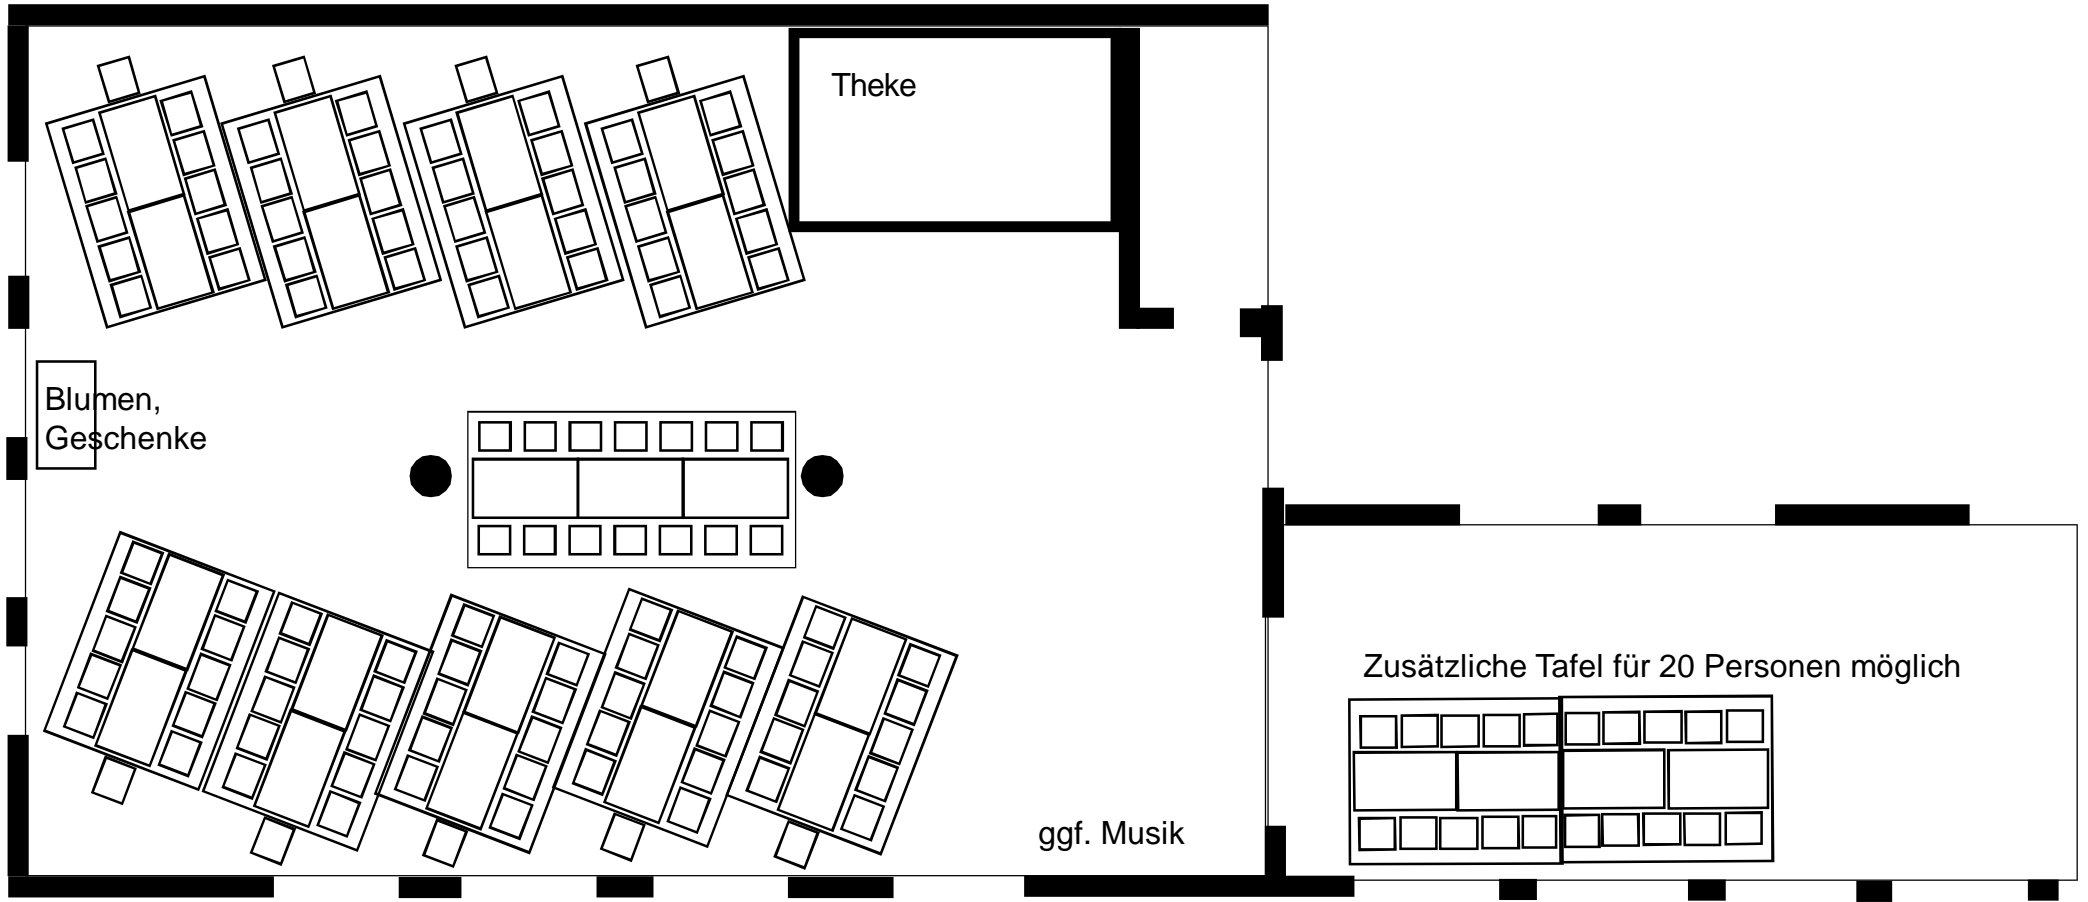 Theke
Blumen,
Geschenke
Zusätzliche Tafel für 20 Personen möglich
ggf. Musik